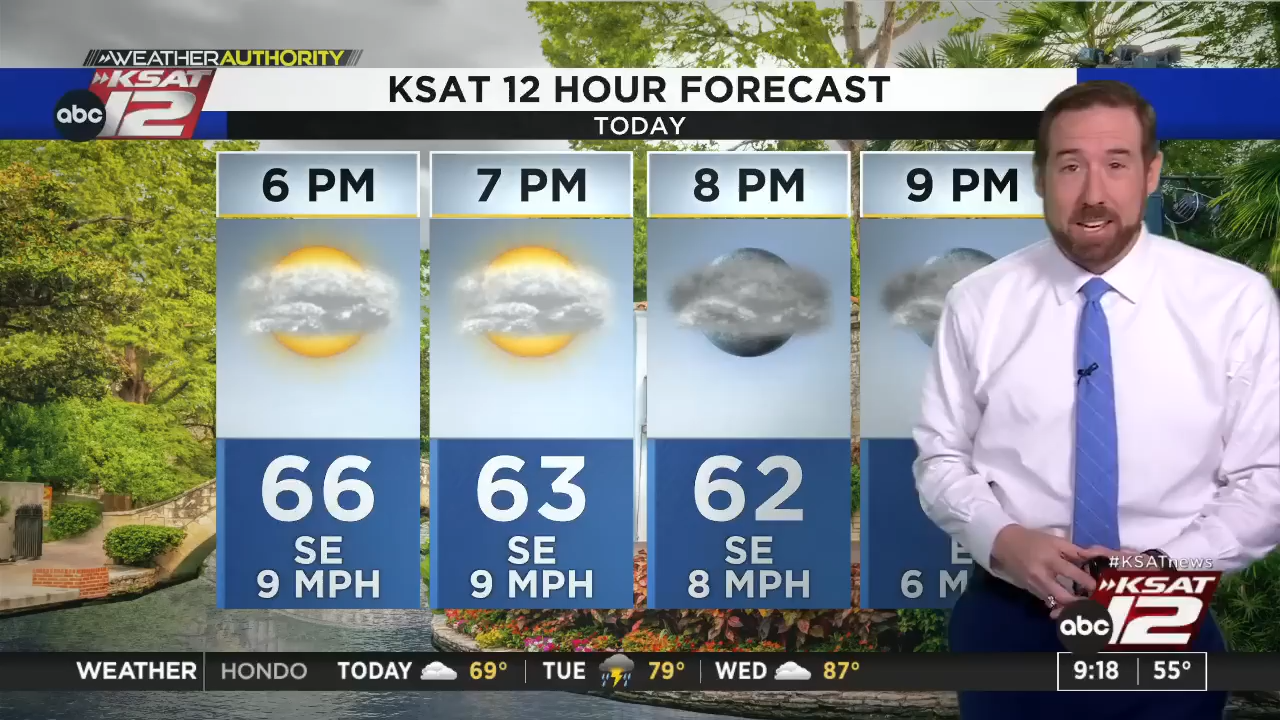 WEATHERAUTHORITY
KSAT
abc 12
KSAT 12 HOUR FORECAST
TODAY
6 PM
66
SE
9 MPH
7 PM
63
SE
9 MPH
8 PM
62
SE
8 MPH
9 PM
6 M
#KSATnews
KSAT
abc 12
WEATHER HONDO TODAY 69° TUE 79° WED 87° 9:18 55°